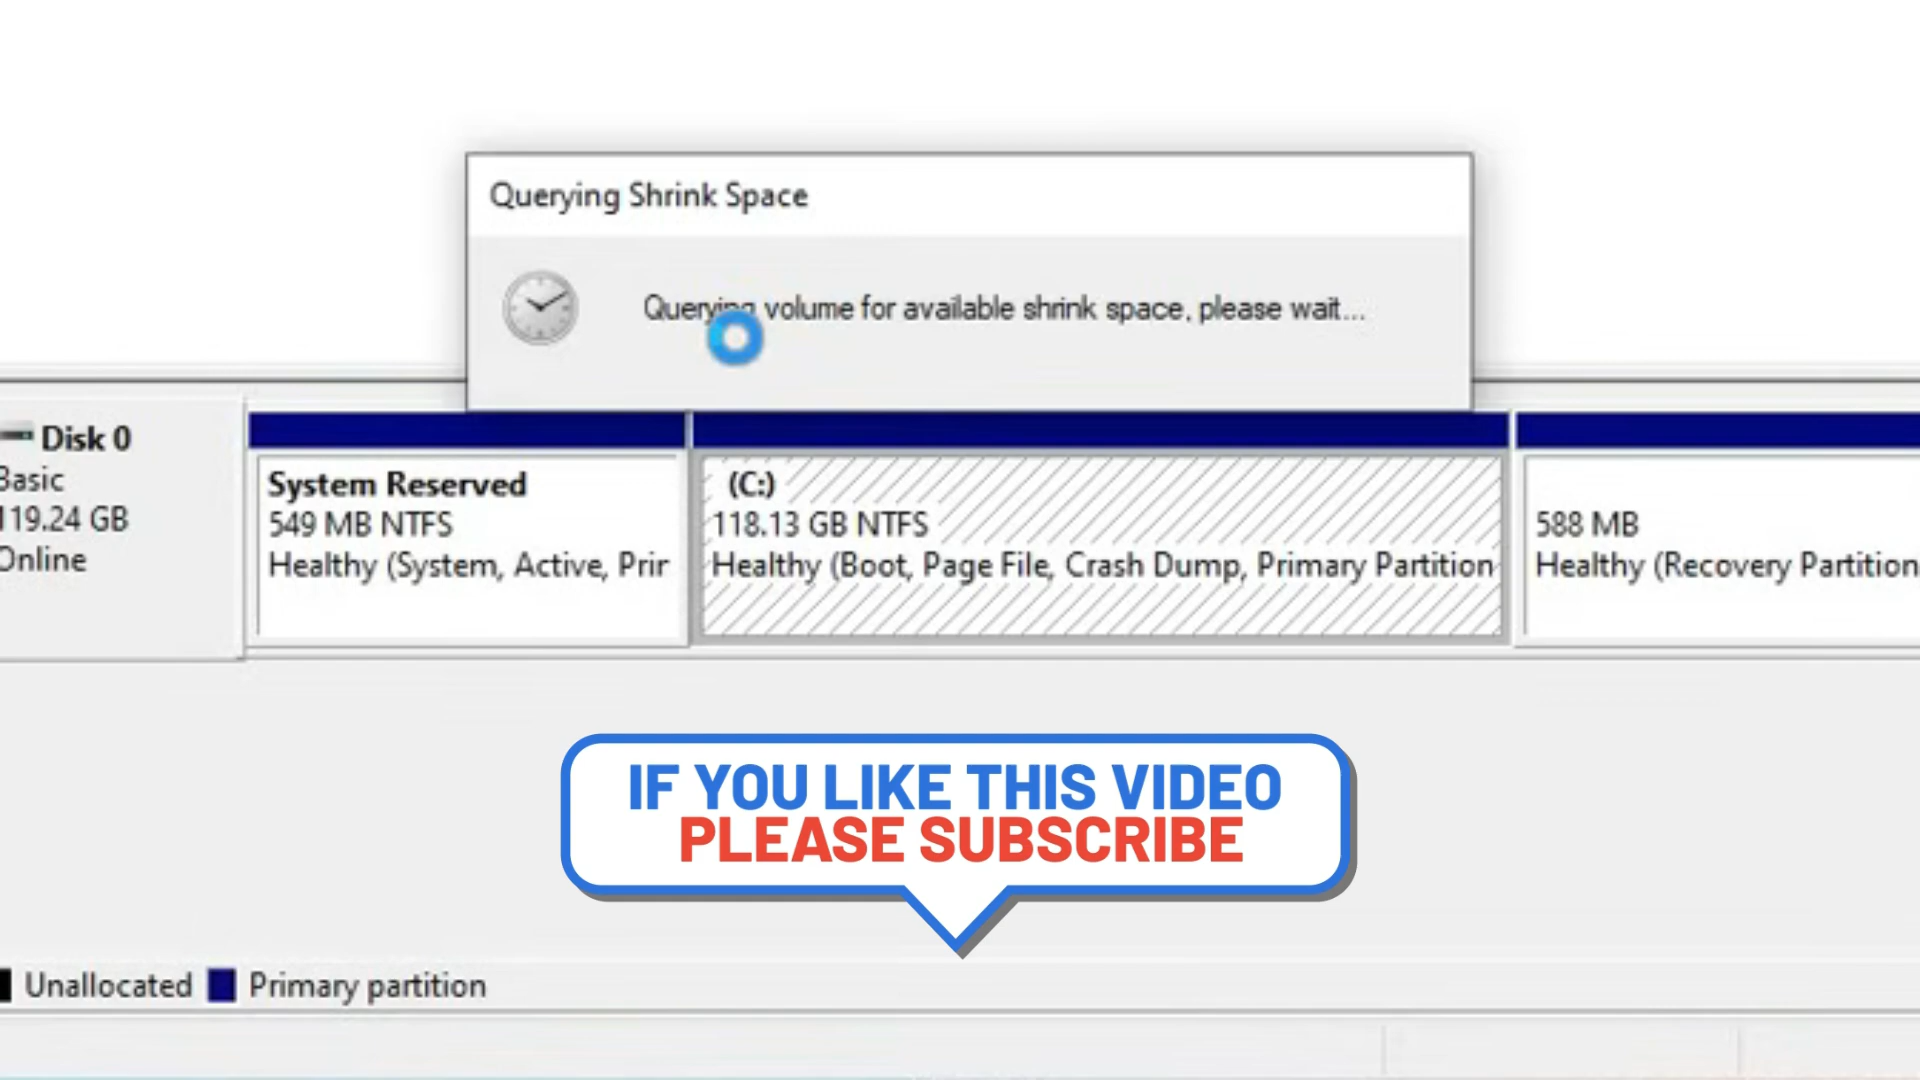 Querying Shrink Space
Querying volume for available shrink space, please wait...
Disk 0
Basic
119.24 GB
Online
System Reserved
549 MB NTFS
Healthy (System, Active, Prir
(C:)
118.13 GB NTFS
Healthy (Boot, Page File, Crash Dump, Primary Partition
588 MB
Healthy (Recovery Partition
IF YOU LIKE THIS VIDEO
PLEASE SUBSCRIBE
Unallocated Primary partition